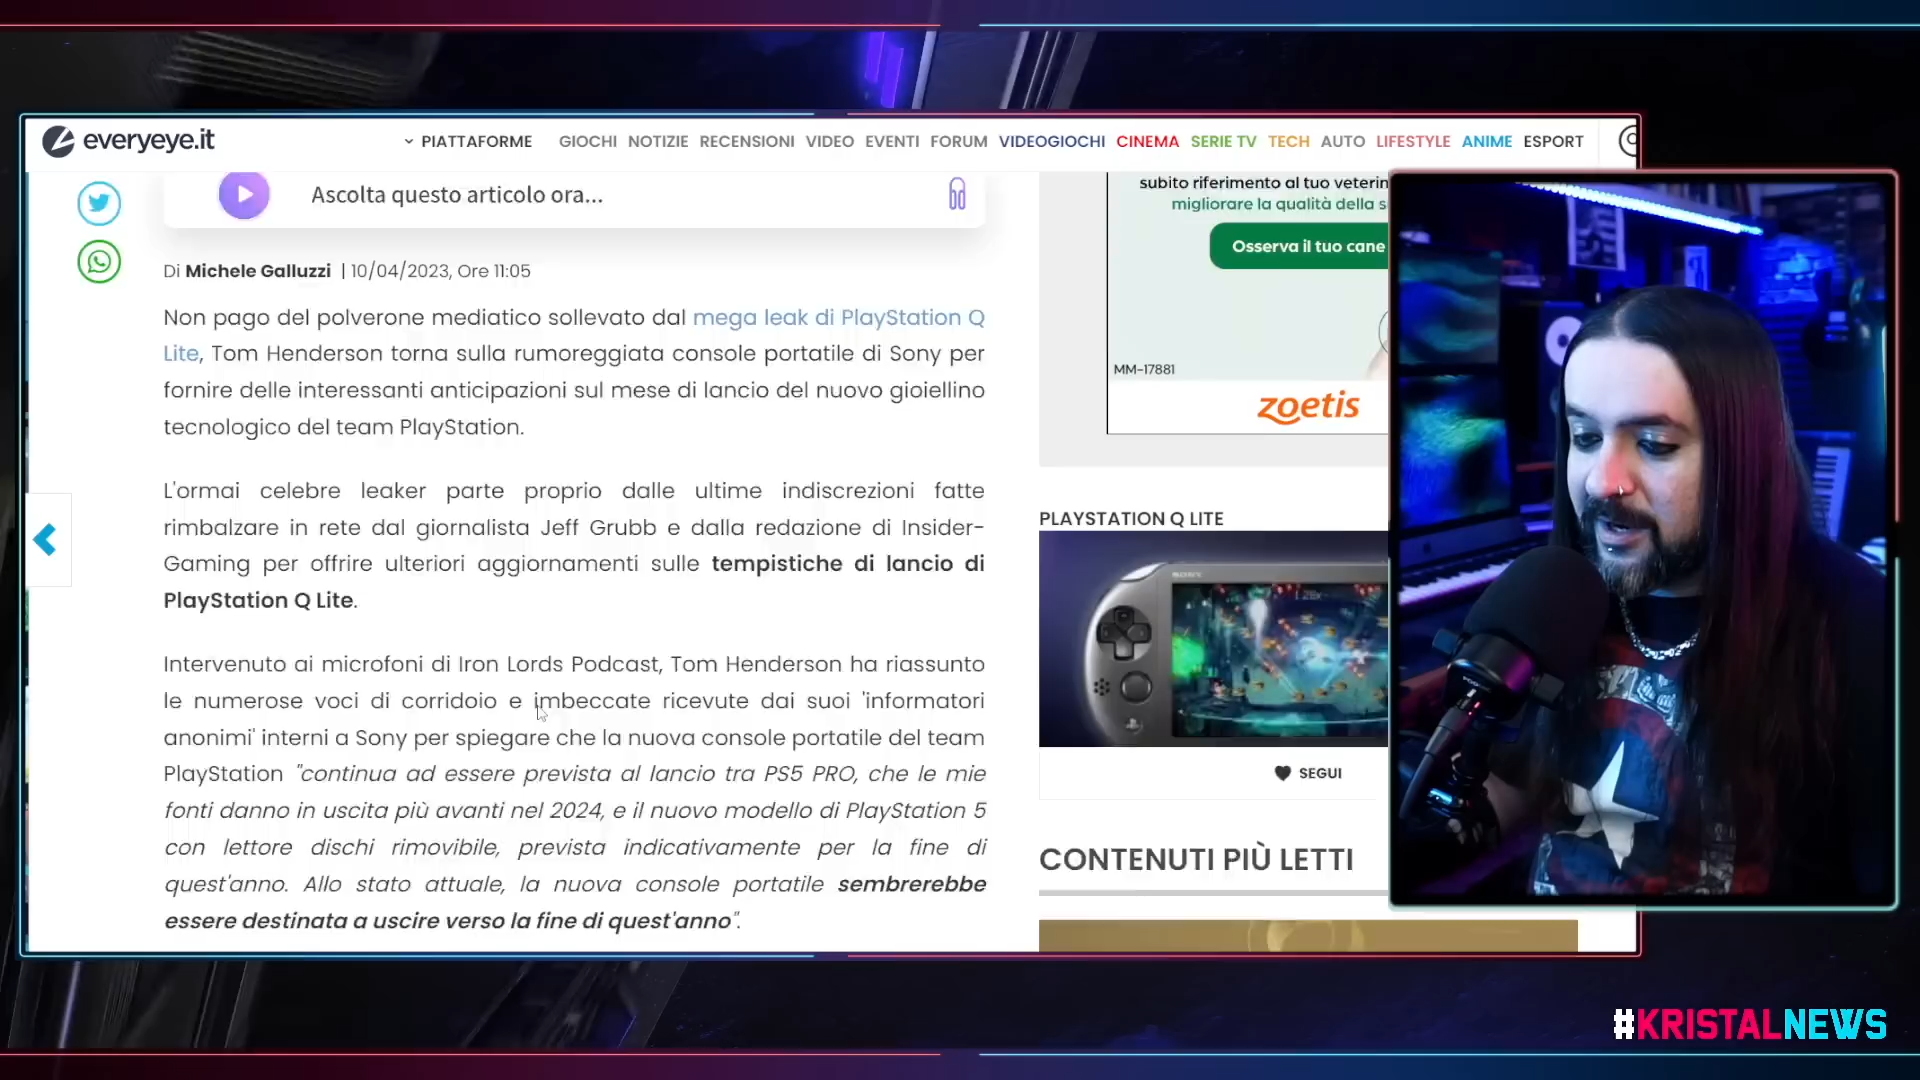 everyeye.it
PIATTAFORME GIOCHI NOTIZIE RECENSIONI VIDEO EVENTI FORUM VIDEOGIOCHI CINEMA SERIE TV TECH AUTO LIFESTYLE ANIME ESPORT
Ascolta questo articolo ora...
Di Michele Galluzzi | 10/04/2023, Ore 11:05
Non pago del polverone mediatico sollevato dal mega leak di PlayStation Q
Lite, Tom Henderson torna sulla rumoreggiata console portatile di Sony per
fornire delle interessanti anticipazioni sul mese di lancio del nuovo gioiellino
tecnologico del team PlayStation.
L'ormai celebre leaker parte proprio dalle ultime indiscrezioni fatte
rimbalzare in rete dal giornalista Jeff Grubb e dalla redazione di Insider-
Gaming per offrire ulteriori aggiornamenti sulle tempistiche di lancio di
PlayStation Q Lite.
Intervenuto ai microfoni di Iron Lords Podcast, Tom Henderson ha riassunto
le numerose voci di corridoio e imbeccate ricevute dai suoi 'informatori
anonimi' interni a Sony per spiegare che la nuova console portatile del team
PlayStation "continua ad essere prevista al lancio tra PS5 PRO, che le mie
fonti danno in uscita più avanti nel 2024, e il nuovo modello di PlayStation 5
con lettore dischi rimovibile, prevista indicativamente per la fine di
quest'anno. Allo stato attuale, la nuova console portatile sembrerebbe
essere destinata a uscire verso la fine di quest'anno".
subito riferimento al tuo veterin
migliorare la qualità della s
Osserva il tuo cane
MM-17881
zoetis
PLAYSTATION Q LITE
SONY
SEGUI
CONTENUTI PIÙ LETTI
#KRISTALNEWS